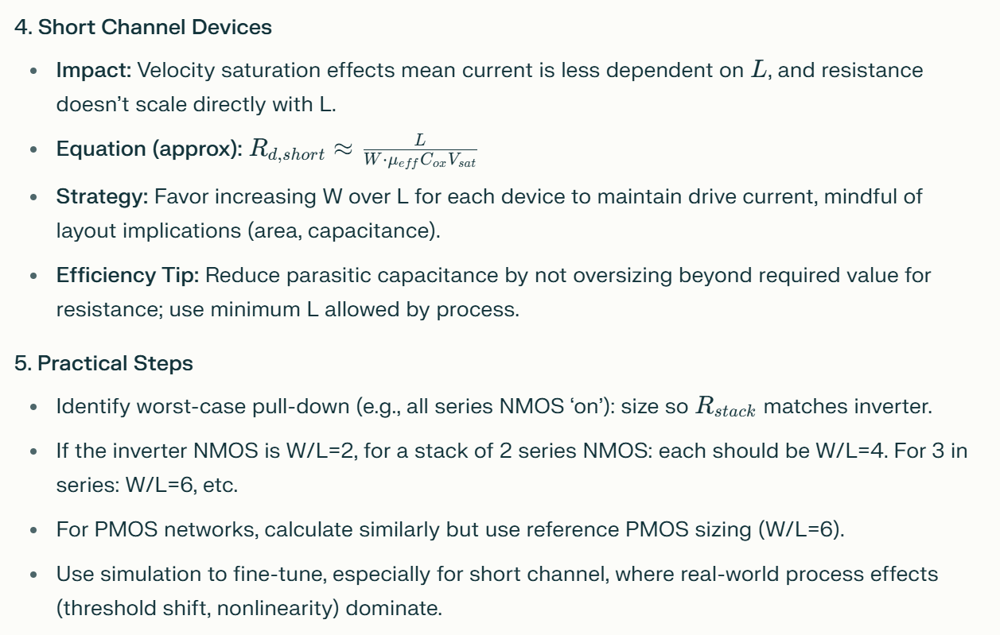 4. Short Channel Devices
• Impact: Velocity saturation effects mean current is less dependent on L, and resistance
doesn’t scale directly with L.
• Equation (approx): R_{d,short} ≈ \frac{L}{W·μ_{eff}C_{ox}V_{sat}}
• Strategy: Favor increasing W over L for each device to maintain drive current, mindful of
layout implications (area, capacitance).
• Efficiency Tip: Reduce parasitic capacitance by not oversizing beyond required value for
resistance; use minimum L allowed by process.
5. Practical Steps
• Identify worst-case pull-down (e.g., all series NMOS ‘on’): size so R_{stack} matches inverter.
• If the inverter NMOS is W/L=2, for a stack of 2 series NMOS: each should be W/L=4. For 3 in
series: W/L=6, etc.
• For PMOS networks, calculate similarly but use reference PMOS sizing (W/L=6).
• Use simulation to fine-tune, especially for short channel, where real-world process effects
(threshold shift, nonlinearity) dominate.